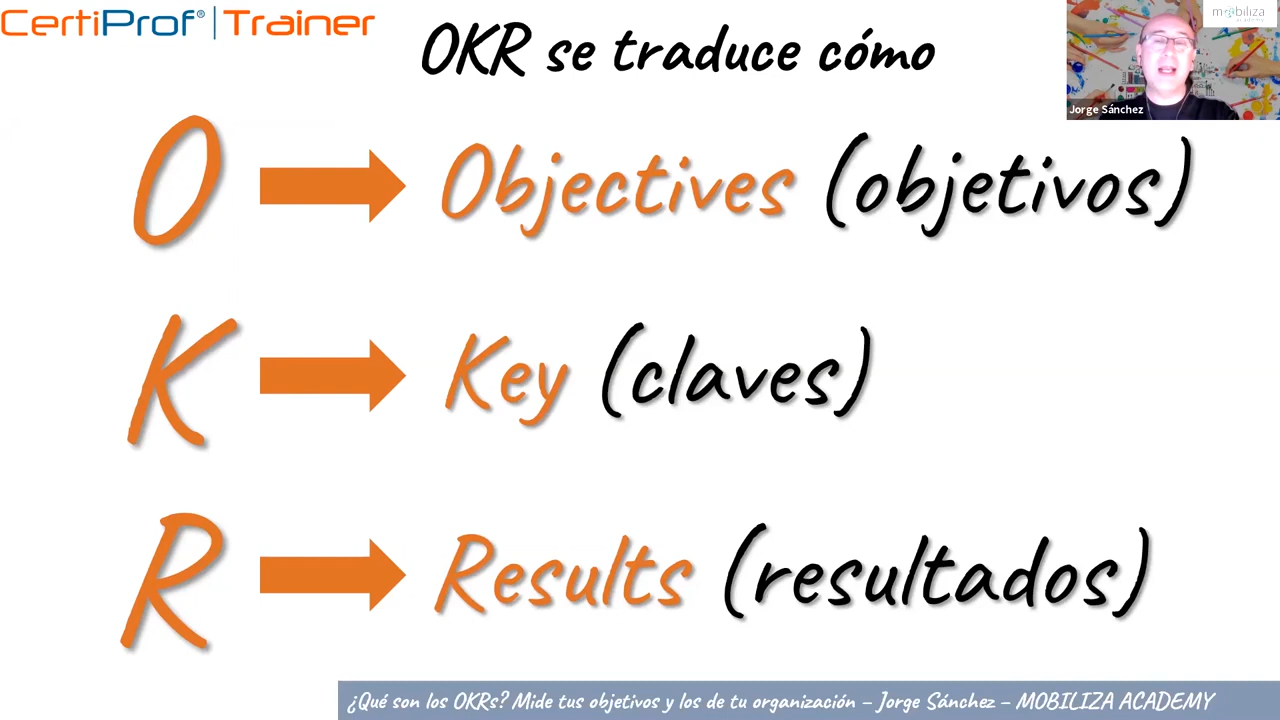 CertiProf® | Trainer
mobiliza
academy
OKR se traduce cómo
Jorge Sánchez
O Objectives (objetivos)
K Key (claves)
R Results (resultados)
¿Qué son los OKRs? Mide tus objetivos y los de tu organización – Jorge Sánchez – MOBILIZA ACADEMY